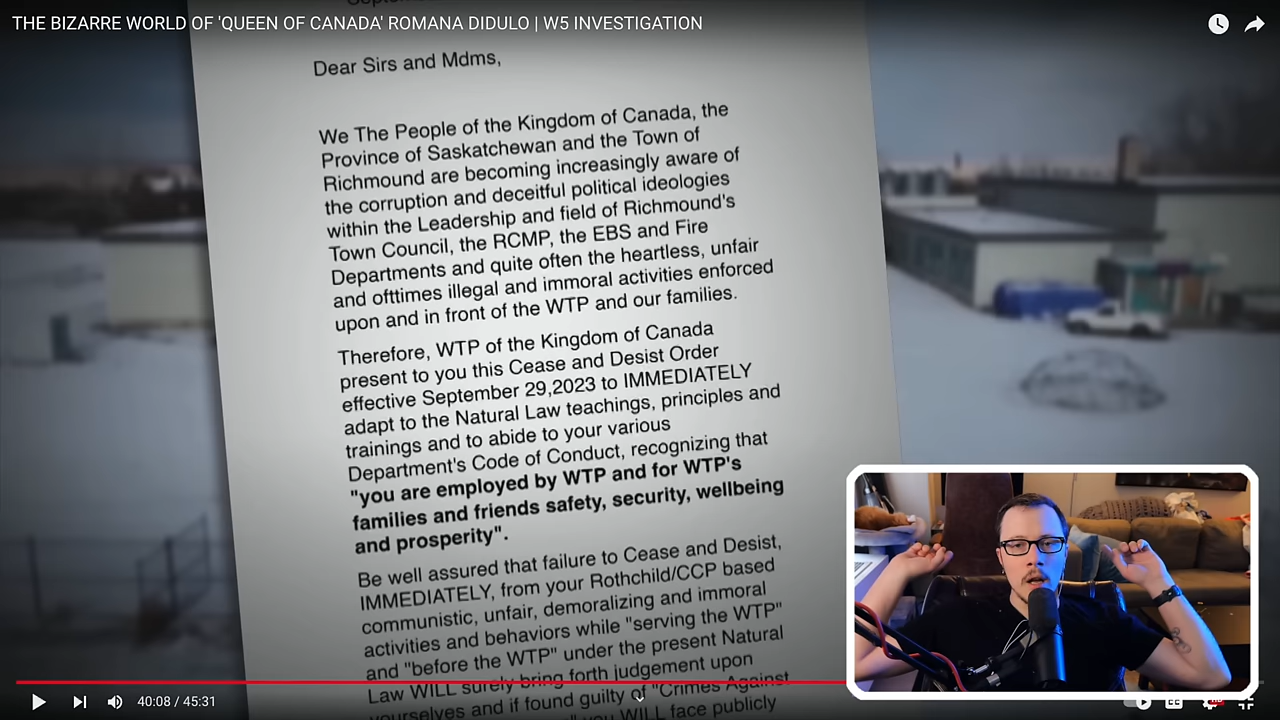 THE BIZARRE WORLD OF 'QUEEN OF CANADA' ROMANA DIDULO | W5 INVESTIGATION
Dear Sirs and Mdms,
We The People of the Kingdom of Canada, the
Province of Saskatchewan and the Town of
Richmound are becoming increasingly aware of
the corruption and deceitful political ideologies
within the Leadership and field of Richmound's
Town Council, the RCMP, the EBS and Fire
Departments and quite often the heartless, unfair
and ofttimes illegal and immoral activities enforced
upon and in front of the WTP and our families.
Therefore, WTP of the Kingdom of Canada
present to you this Cease and Desist Order
effective September 29,2023 to IMMEDIATELY
adapt to the Natural Law teachings, principles and
trainings and to abide to your various
Department's Code of Conduct, recognizing that
"you are employed by WTP and for WTP's
families and friends safety, security, wellbeing
and prosperity".
Be well assured that failure to Cease and Desist,
IMMEDIATELY, from your Rothchild/CCP based
communistic, unfair, demoralizing and immoral
activities and behaviors while "serving the WTP"
and "before the WTP" under the present Natural
Law WILL surely bring forth judgement upon
yourselves and if found guilty of "Crimes Against
you WILL face publicly
40:08 / 45:31